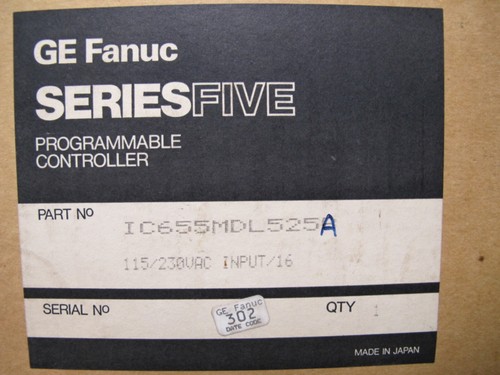 GE Fanuc
SERIESFIVE
PROGRAMMABLE
CONTROLLER
PART No IC655MDL525A
115/230VAC INPUT/16
SERIAL No
GE Fanuc
302
DATE CODE
QTY 1
MADE IN JAPAN